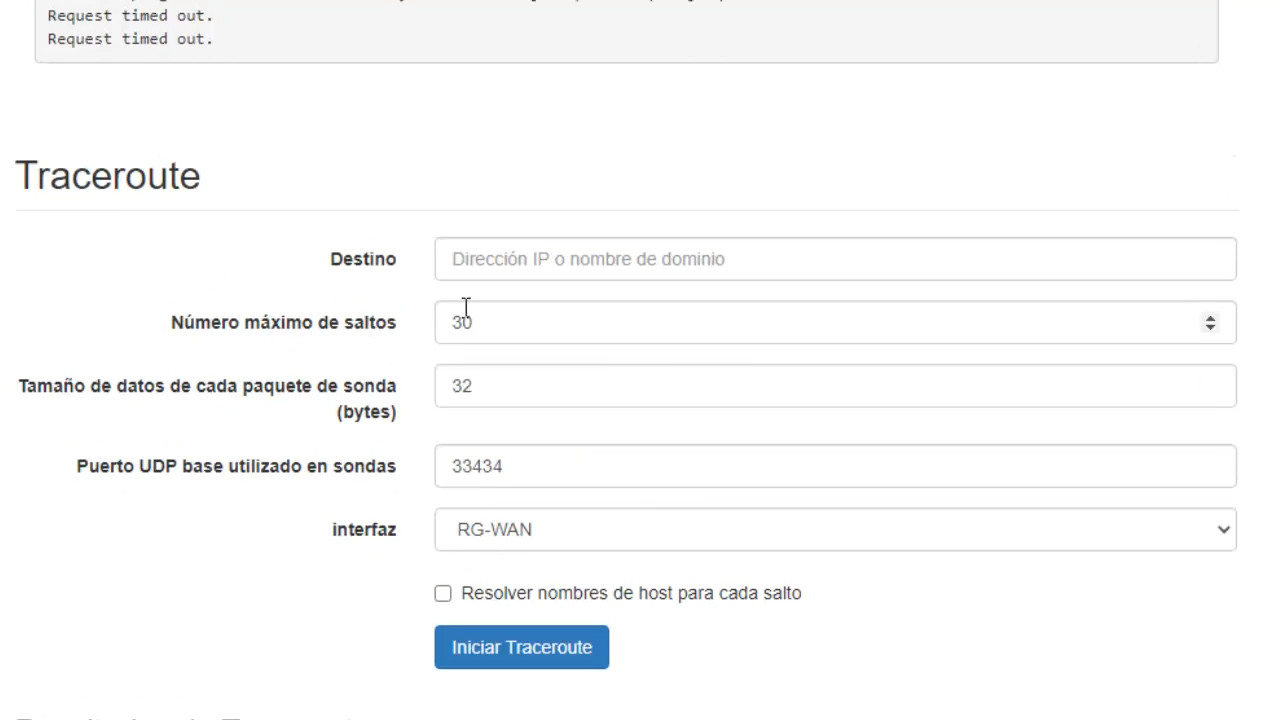 Request timed out.
Request timed out.
Traceroute
Destino
Dirección IP o nombre de dominio
Número máximo de saltos
30
Tamaño de datos de cada paquete de sonda
(bytes)
32
Puerto UDP base utilizado en sondas
33434
interfaz
RG-WAN
Resolver nombres de host para cada salto
Iniciar Traceroute